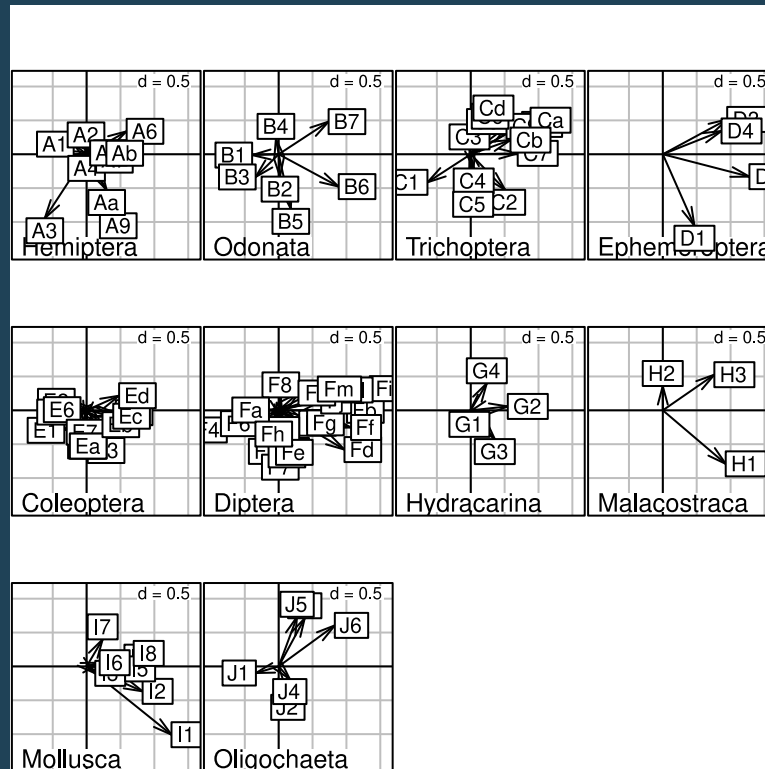 d = 0.5 d = 0.5 d = 0.5 d = 0.5
A1 A2 A6 Ab A3 Aa A9
Hemiptera
B4 B7 B1 B3 B2 B6 B5
Odonata
Cd Ca C3 Cb C7 C1 C4 C2 C5
Trichoptera
D4 D1
Ephemeroptera
d = 0.5 d = 0.5 d = 0.5 d = 0.5
Ed E6 Ec E1 E7 Ea
Coleoptera
F8 Fm Fa Fg Ff Fh Fe Fd
Diptera
G4 G2 G1 G3
Hydracarina
H2 H3 H1
Malacostraca
d = 0.5 d = 0.5
I7 I8 I6 I5 I2 I1
Mollusca
J5 J6 J1 J4 J2
Oligochaeta